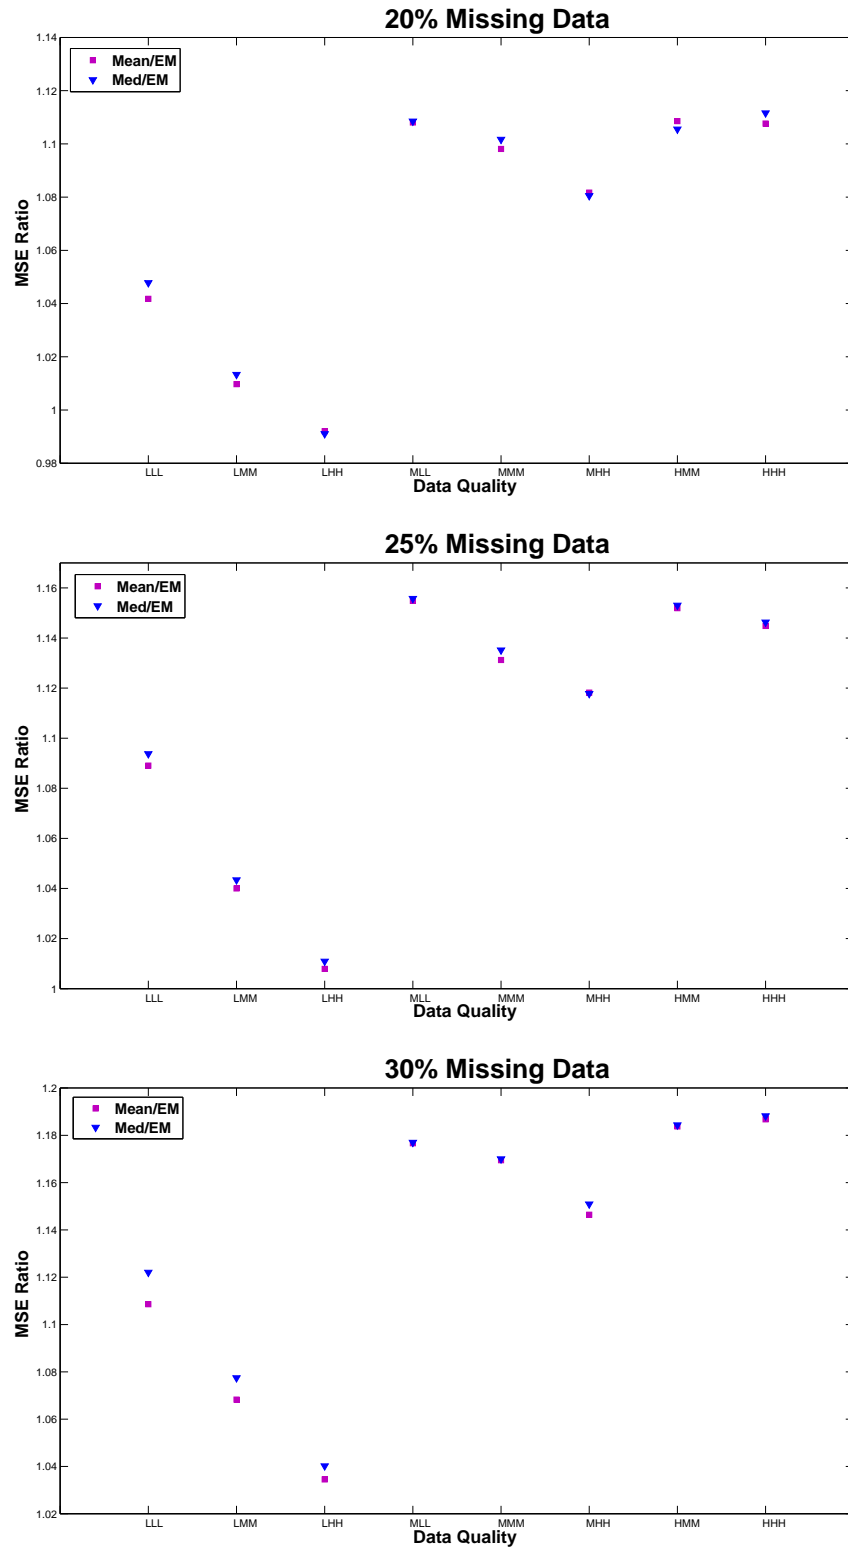 20% Missing Data
1.14
1.12
1.1
1.08
1.06
1.04
1.02
1
0.98
MSE Ratio
Mean/EM
Med/EM
LLL LMM LHH MLL MMM MHH HMM HHH
Data Quality
25% Missing Data
1.16
1.14
1.12
1.1
1.08
1.06
1.04
1.02
1
MSE Ratio
Mean/EM
Med/EM
LLL LMM LHH MLL MMM MHH HMM HHH
Data Quality
30% Missing Data
1.2
1.18
1.16
1.14
1.12
1.1
1.08
1.06
1.04
1.02
MSE Ratio
Mean/EM
Med/EM
LLL LMM LHH MLL MMM MHH HMM HHH
Data Quality